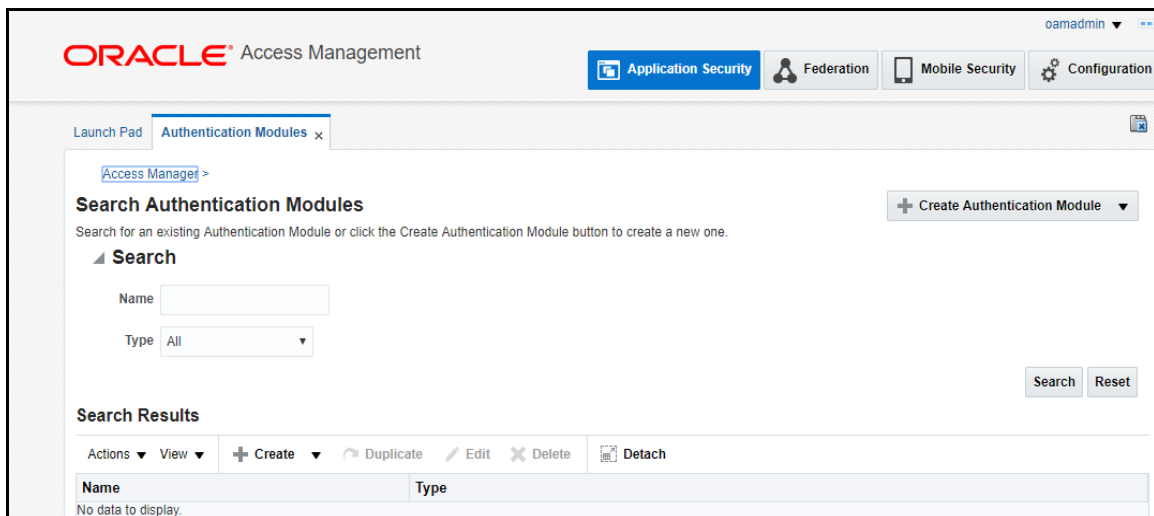 oamadmin
ORACLE® Access Management
Application Security Federation Mobile Security Configuration
Launch Pad Authentication Modules x
Access Manager >
Search Authentication Modules
Create Authentication Module
Search for an existing Authentication Module or click the Create Authentication Module button to create a new one.
Search
Name
Type All
Search Reset
Search Results
Actions View Create Duplicate Edit Delete Detach
Name Type
No data to display.